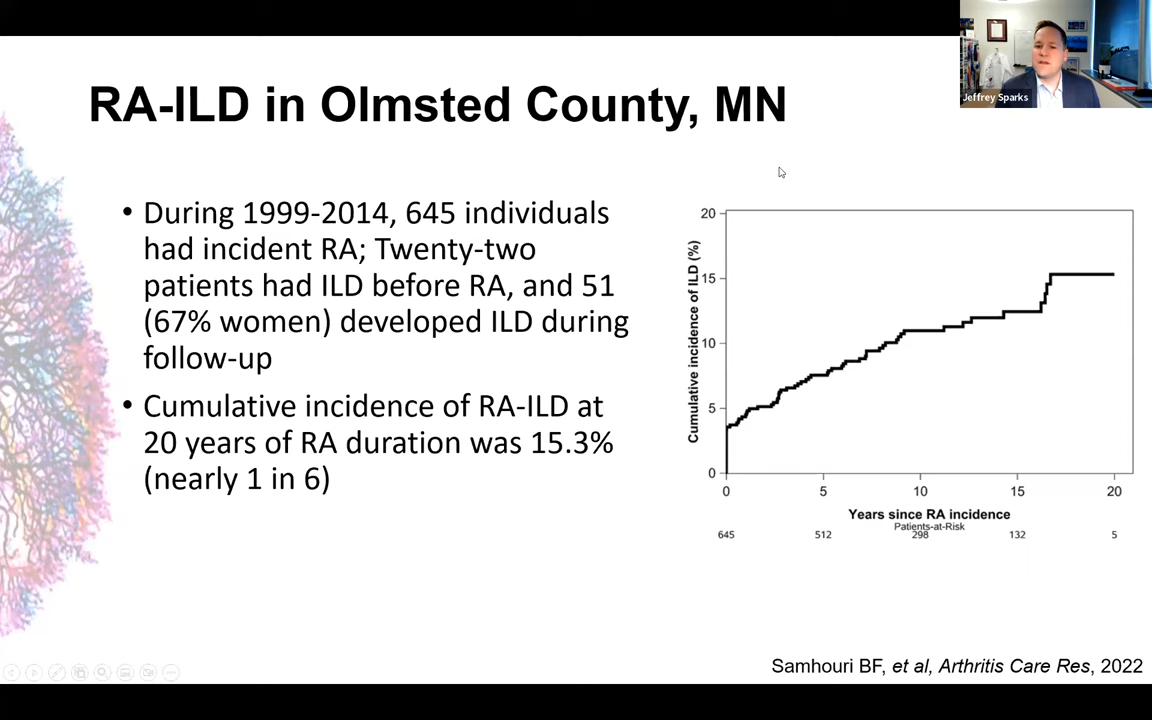 RA-ILD in Olmsted County, MN
Jeffrey Sparks
• During 1999-2014, 645 individuals
had incident RA; Twenty-two
patients had ILD before RA, and 51
(67% women) developed ILD during
follow-up
• Cumulative incidence of RA-ILD at
20 years of RA duration was 15.3%
(nearly 1 in 6)
Cumulative incidence of ILD (%)
20
15
10
5
0
0 5 10 15 20
Years since RA incidence
Patients-at-Risk
645 512 298 132 5
Samhouri BF, et al, Arthritis Care Res, 2022